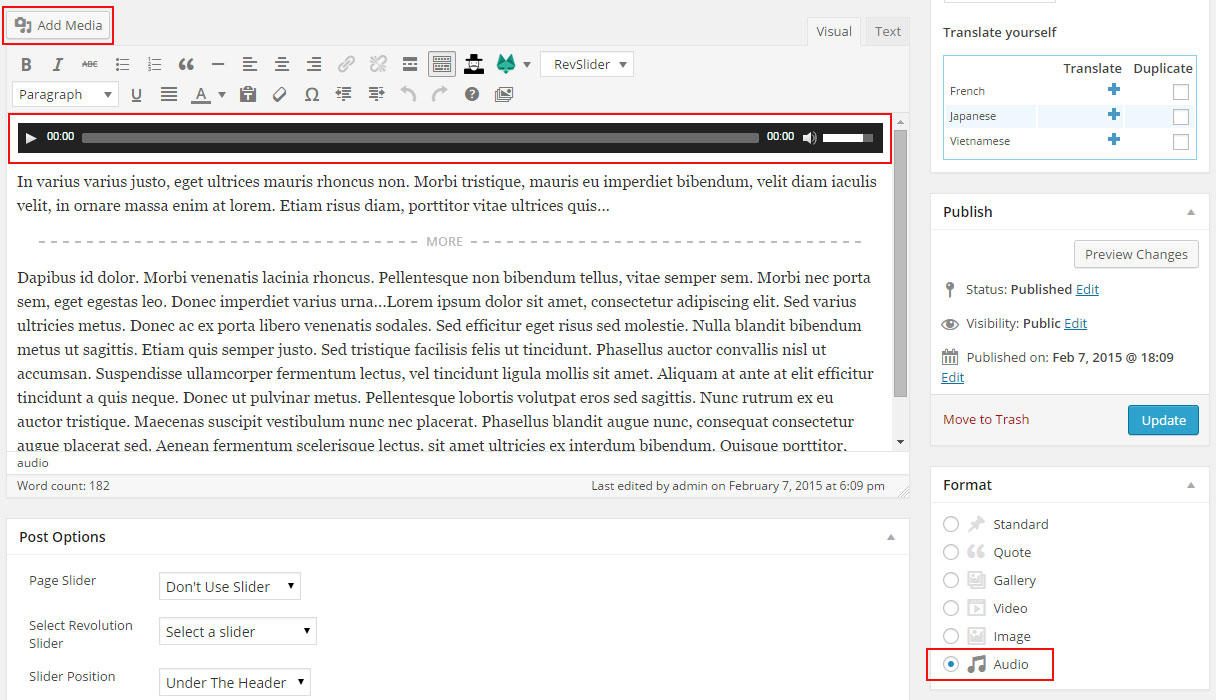 Add Media
Visual Text
B I ABC RevSlider
Paragraph U A
00:00 00:00
In varius varius justo, eget ultrices mauris rhoncus non. Morbi tristique, mauris eu imperdiet bibendum, velit diam iaculis
velit, in ornare massa enim at lorem. Etiam risus diam, porttitor vitae ultrices quis...
MORE
Dapibus id dolor. Morbi venenatis lacinia rhoncus. Pellentesque non bibendum tellus, vitae semper sem. Morbi nec porta
sem, eget egestas leo. Donec imperdiet varius urna...Lorem ipsum dolor sit amet, consectetur adipiscing elit. Sed varius
ultricies metus. Donec ac ex porta libero venenatis sodales. Sed efficitur eget risus sed molestie. Nulla blandit bibendum
metus ut sagittis. Etiam quis semper justo. Sed tristique facilisis felis ut tincidunt. Phasellus auctor convallis nisl ut
accumsan. Suspendisse ullamcorper fermentum lectus, vel tincidunt ligula mollis sit amet. Aliquam at ante at elit efficitur
tincidunt a quis neque. Donec ut pulvinar metus. Pellentesque lobortis volutpat eros sed sagittis. Nunc rutrum ex eu
auctor tristique. Maecenas suscipit vestibulum nunc nec placerat. Phasellus blandit augue nunc, consequat consectetur
augue placerat sed. Aenean fermentum scelerisque lectus, sit amet ultricies ex interdum bibendum. Quisque porttitor,
audio
Word count: 182 Last edited by admin on February 7, 2015 at 6:09 pm
Post Options
Page Slider Don't Use Slider
Select Revolution
Slider Select a slider
Slider Position Under The Header
Translate yourself
Translate Duplicate
French
Japanese
Vietnamese
Publish
Preview Changes
Status: Published Edit
Visibility: Public Edit
Published on: Feb 7, 2015 @ 18:09
Edit
Move to Trash Update
Format
Standard
Quote
Gallery
Video
Image
Audio